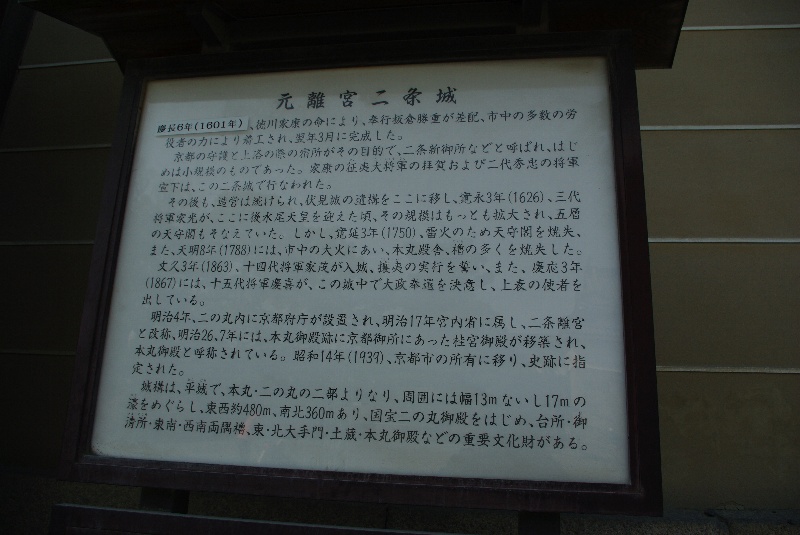 元離宮二条城
慶長6年(1601年)、徳川家康の命により、奉行板倉勝重が差配、市中の多数の労
役者の力により着工され、翌年3月に完成した。
京都の守護と上洛の際の宿所がその目的で、二条新御所などと呼ばれ、はじ
めは小規模のものであった。家康の征夷大将軍の拝賀および二代秀忠の将軍
宣下は、この二条城で行なわれた。
その後も、造営は続けられ、伏見城の遺構をここに移し、寛永3年(1626)、三代
将軍家光が、ここに後水尾天皇を迎えた頃、その規模はもっとも拡大され、五層
の天守閣もそなえていた。しかし、寛延3年(1750)、雷火のため天守閣を焼失、
また、天明8年(1788)には、市中の大火にあい、本丸殿舎、櫓の多くを焼失した。
文久3年(1863)、十四代将軍家茂が入城、攘夷の実行を誓い、また、慶応3年
(1867)には、十五代将軍慶喜が、この城中で大政奉還を決意し、上表の使者を
出している。
明治4年、二の丸内に京都府庁が設置され、明治17年宮内省に属し、二条離宮
と改称、明治26、7年には、本丸御殿跡に京都御所にあった桂宮御殿が移築され、
本丸御殿と呼称されている。昭和14年(1939)、京都市の所有に移り、史跡に指
定された。
城構は、平城で、本丸・二の丸の二部よりなり、周囲には幅13mないし17mの
濠をめぐらし、東西約480m、南北360mあり、国宝二の丸御殿をはじめ、台所・御
清所・東南・西南両隅櫓、東・北大手門・土蔵・本丸御殿などの重要文化財がある。